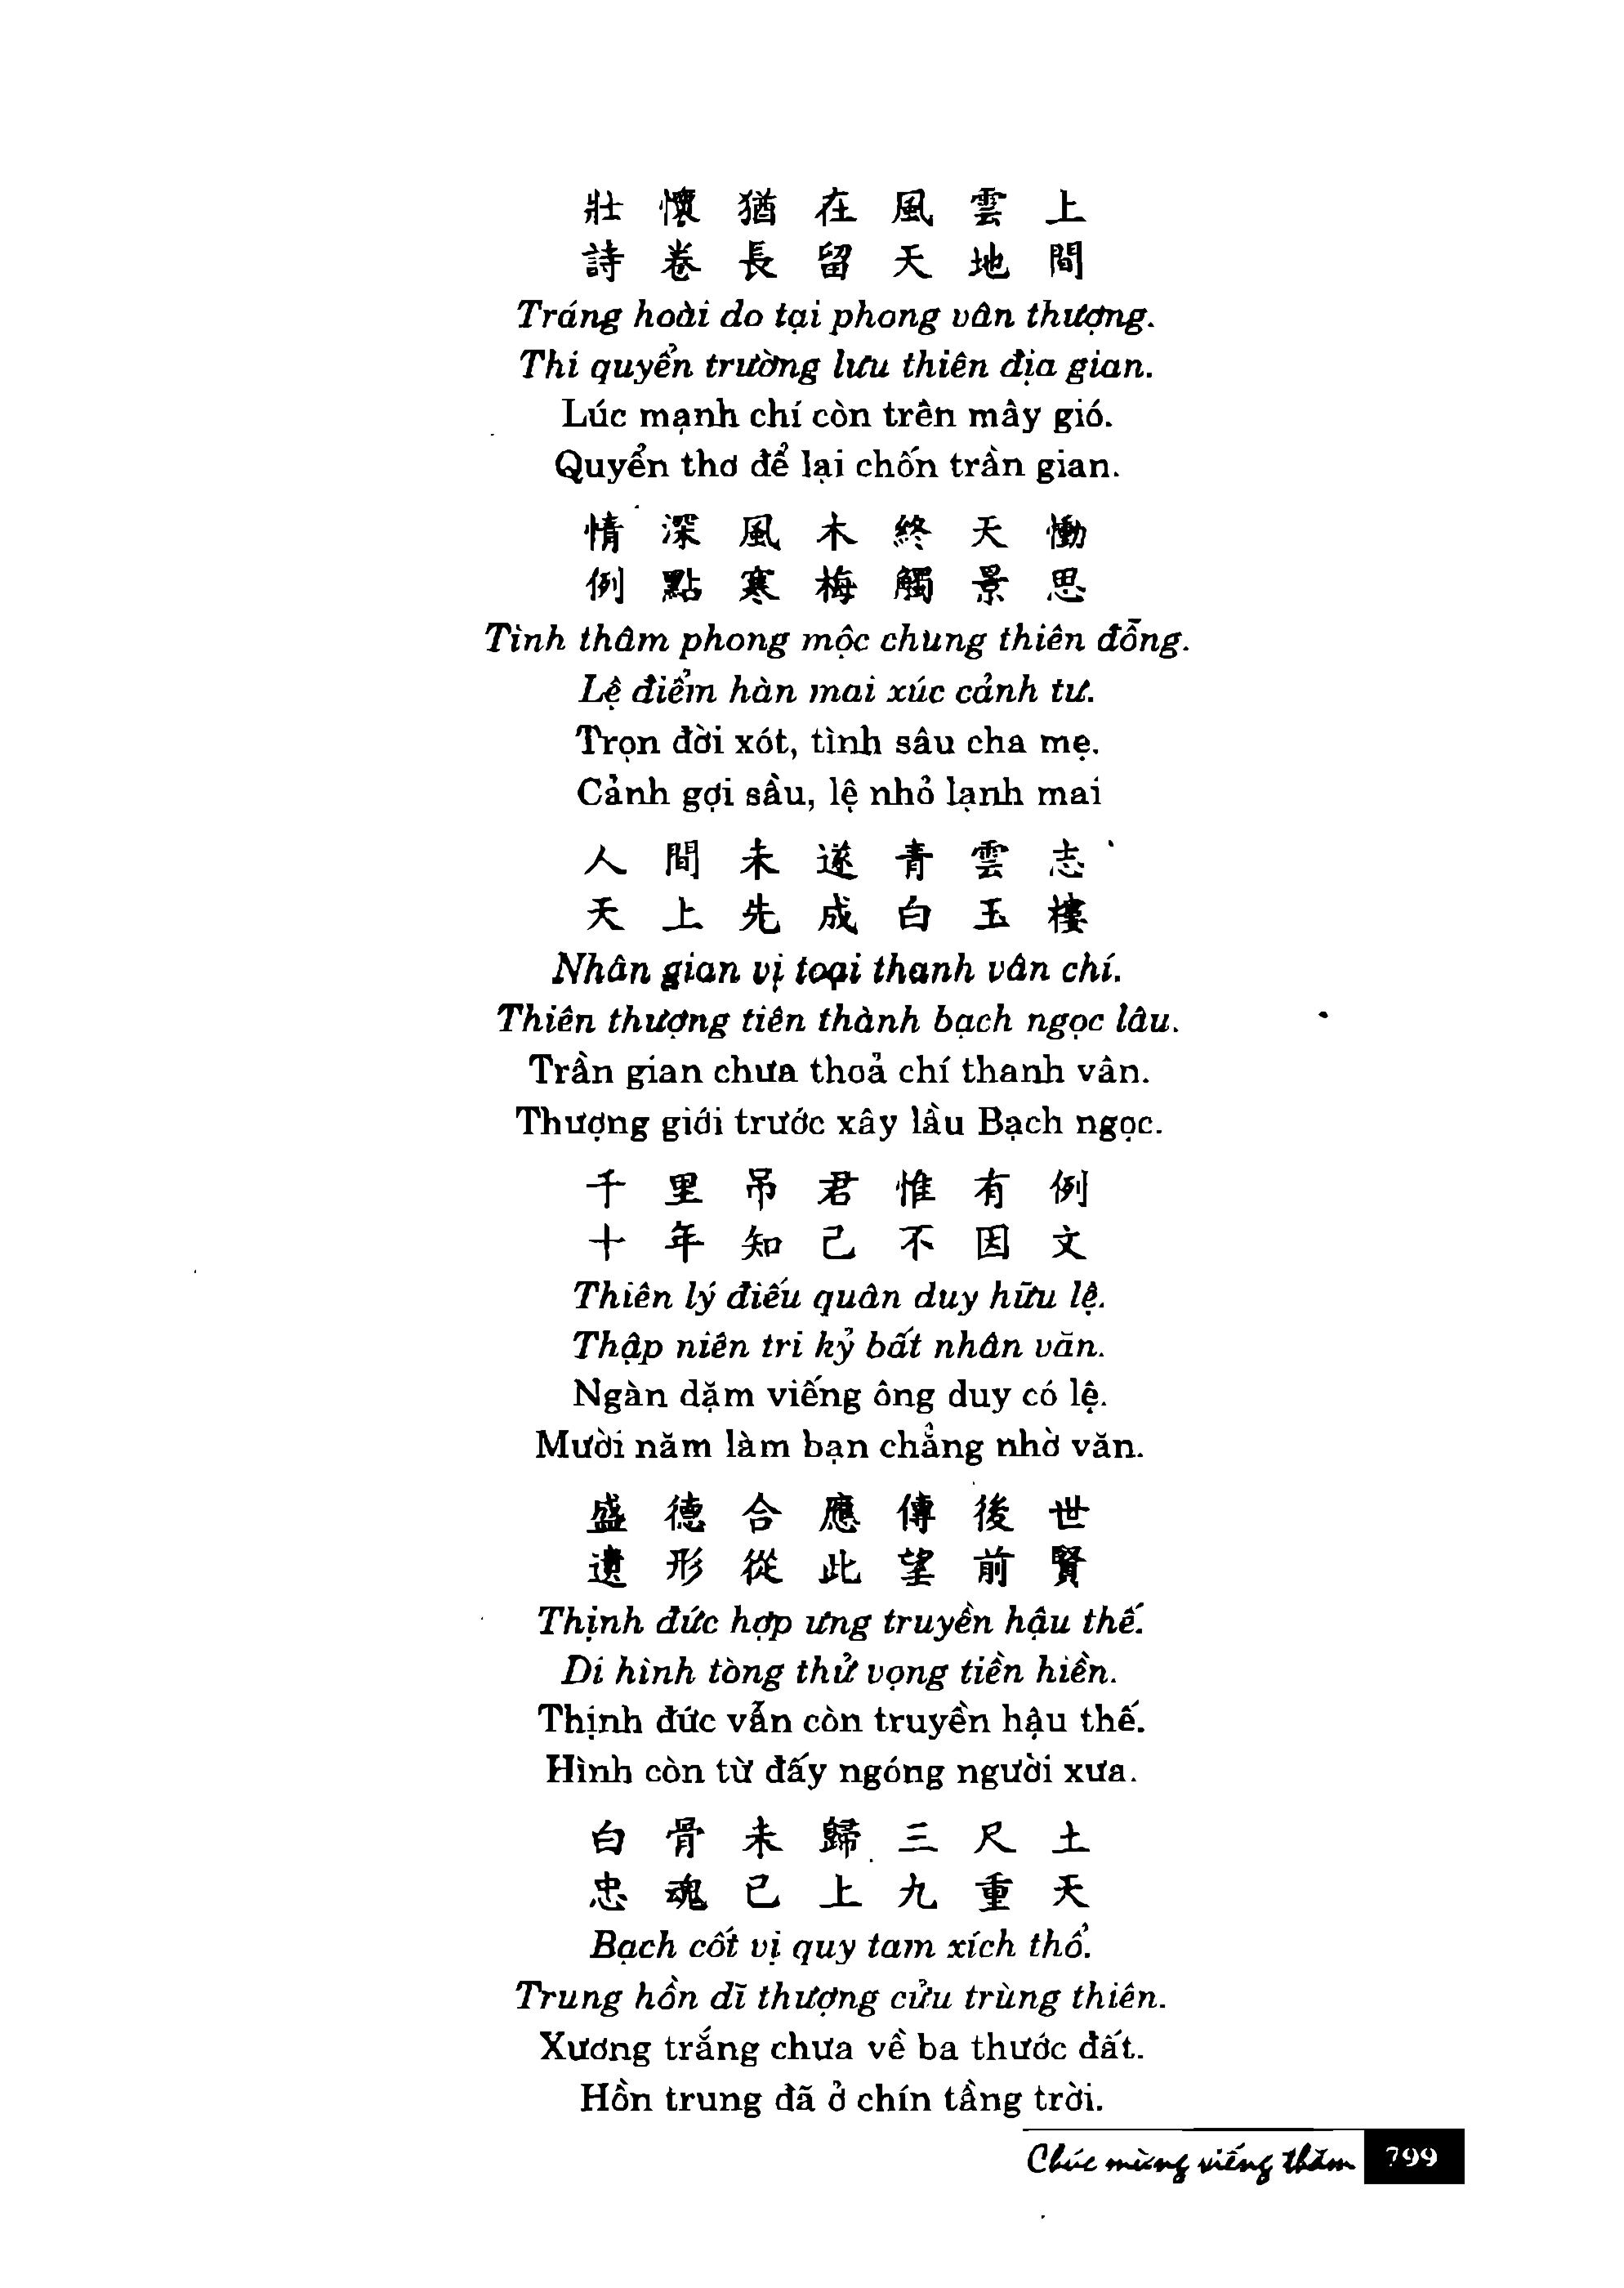 壯懷猶在風雲上
詩卷長留天地間
Tráng hoài do tại phong vân thượng.
Thi quyển trường lưu thiên địa gian.
Lúc mạnh chí còn trên mây gió.
Quyển thơ để lại chốn trần gian.
情深風木終天慟
例點寒梅觸景思
Tình thâm phong mộc chung thiên đỗng.
Lệ điểm hàn mai xúc cảnh tư.
Trọn đời xót, tình sâu cha mẹ.
Cảnh gợi sầu, lệ nhỏ lạnh mai
人間未遂青雲志
天上先成白玉樓
Nhân gian vị toại thanh vân chí.
Thiên thượng tiên thành bạch ngọc lâu.
Trần gian chưa thoả chí thanh vân.
Thượng giới trước xây lầu Bạch ngọc.
千里吊君惟有例
十年知己不因文
Thiên lý điếu quân duy hữu lệ.
Thập niên tri kỷ bất nhân văn.
Ngàn dặm viếng ông duy có lệ.
Mười năm làm bạn chẳng nhờ văn.
盛德合應傳後世
遺形從此望前賢
Thịnh đức hợp ưng truyền hậu thế.
Di hình tòng thử vọng tiền hiền.
Thịnh đức vẫn còn truyền hậu thế.
Hình còn từ đấy ngóng người xưa.
白骨未歸三尺土
忠魂已上九重天
Bạch cốt vị quy tam xích thổ.
Trung hồn dĩ thượng cửu trùng thiên.
Xương trắng chưa về ba thước đất.
Hồn trung đã ở chín tầng trời.
Chúc mừng viếng thăm 799